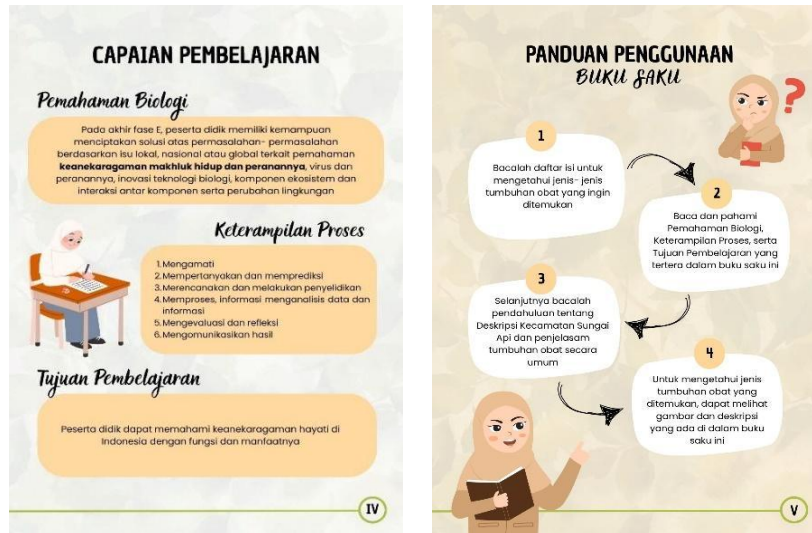 CAPAIAN PEMBELAJARAN
Pemahaman Biologi
Pada akhir fase E, peserta didik memiliki kemampuan
menciptakan solusi atas permasalahan- permasalahan
berdasarkan isu lokal, nasional atau global terkait pemahaman
keanekaragaman makhluk hidup dan peranannya, virus dan
peranannya, inovasi teknologi biologi, komponen ekosistem dan
interaksi antar komponen serta perubahan lingkungan
Keterampilan Proses
1. Mengamati
2. Mempertanyakan dan memprediksi
3. Merencanakan dan melakukan penyelidikan
4. Memproses, informasi menganalisis data dan
informasi
5. Mengevaluasi dan refleksi
6. Mengomunikasikan hasil
Tujuan Pembelajaran
Peserta didik dapat memahami keanekaragaman hayati di
Indonesia dengan fungsi dan manfaatnya
IV
PANDUAN PENGGUNAAN
BUKU SAKU
?
1
Bacalah daftar isi untuk
mengetahui jenis- jenis
tumbuhan obat yang ingin
ditemukan
2
Baca dan pahami
Pemahaman Biologi,
Keterampilan Proses, serta
Tujuan Pembelajaran yang
tertera dalam buku saku ini
3
Selanjutnya bacalah
pendahuluan tentang
Deskripsi Kecamatan Sungai
Api dan penjelasam
tumbuhan obat secara
umum
4
Untuk mengetahui jenis
tumbuhan obat yang
ditemukan, dapat melihat
gambar dan deskripsi
yang ada di dalam buku
saku ini
V